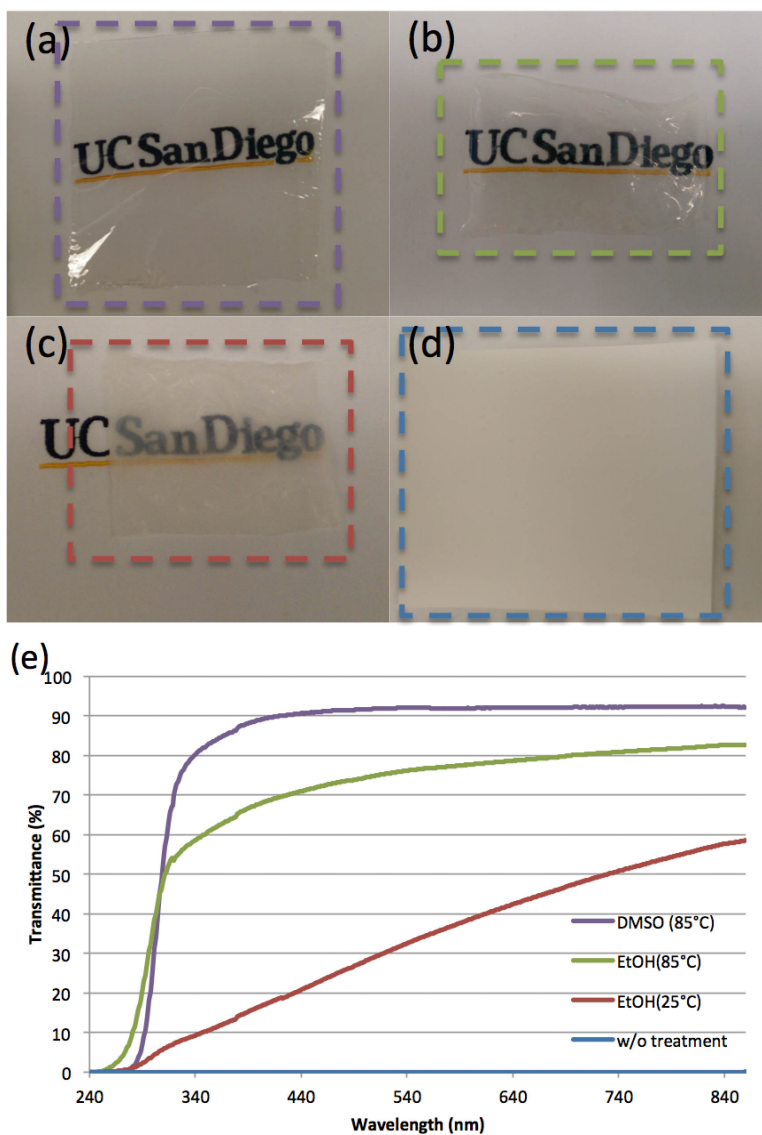 (a)
UC San Diego
(b)
UC San Diego
(c)
UC San Diego
(d)
(e)
100
90
80
70
60
50
40
30
20
10
0
Transmittance (%)
DMSO (85°C)
EtOH(85°C)
EtOH(25°C)
w/o treatment
240
340
440
540
640
740
840
Wavelength (nm)